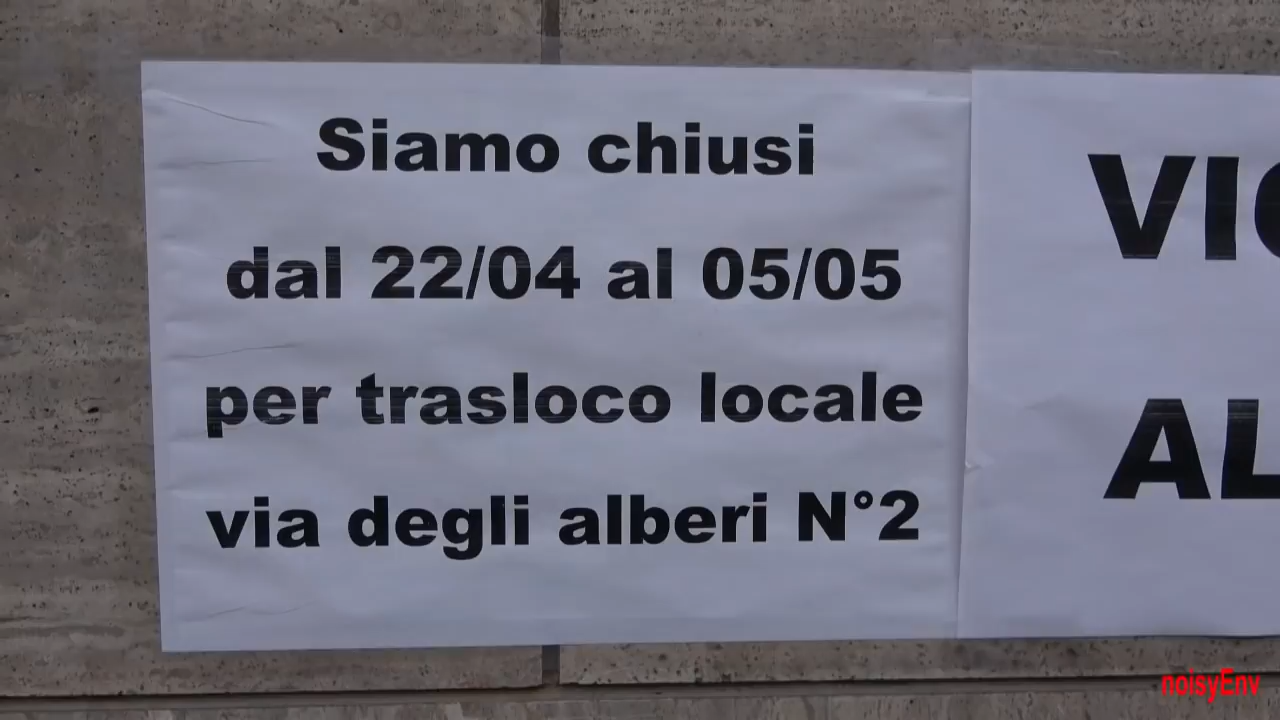 Siamo chiusi
dal 22/04 al 05/05
per trasloco locale
via degli alberi N°2
noisyEnv